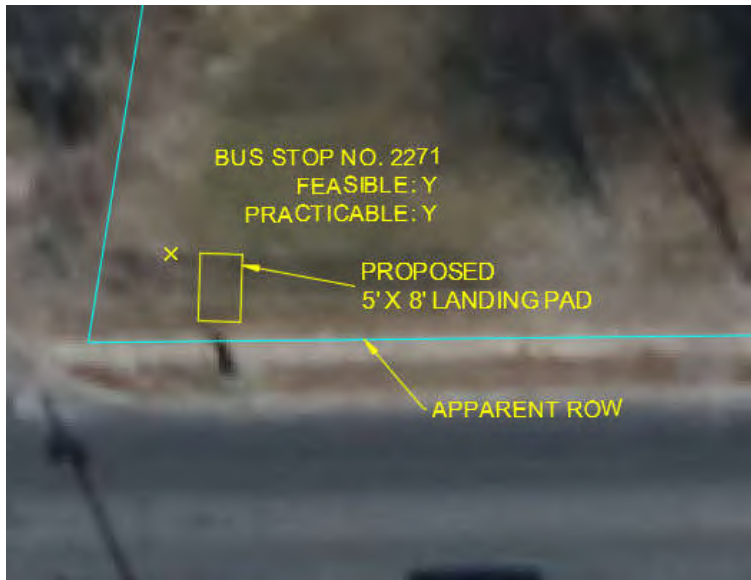 BUS STOP NO. 2271
FEASIBLE: Y
PRACTICABLE: Y
PROPOSED
5' X 8' LANDING PAD
APPARENT ROW